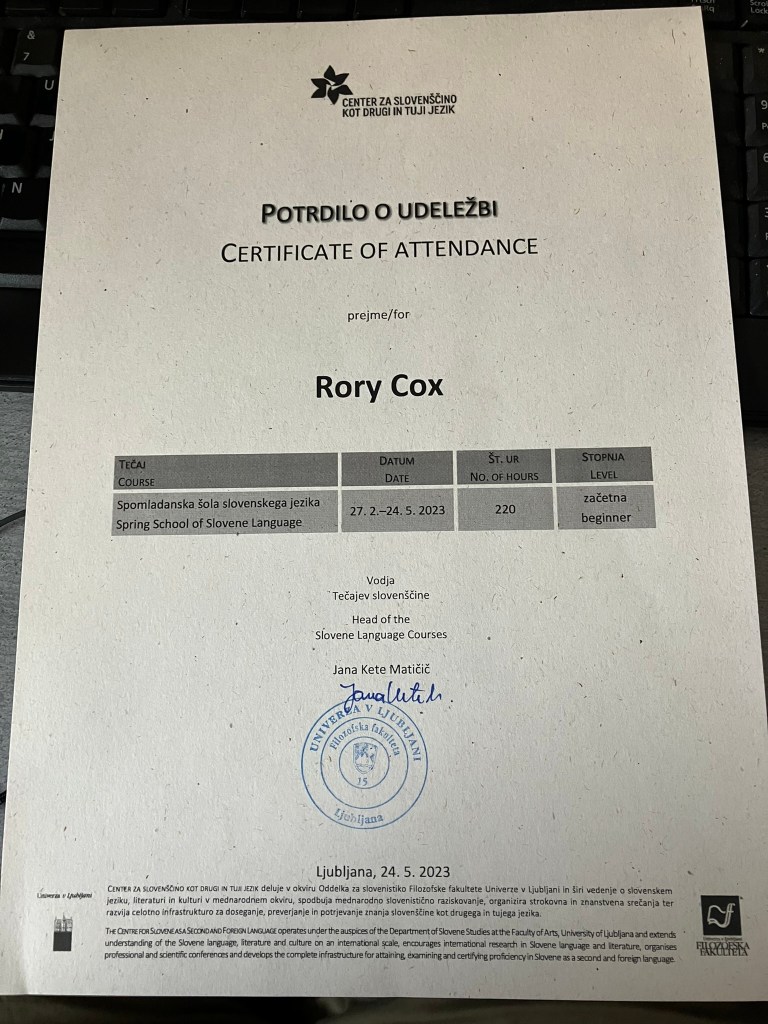 CENTER ZA SLOVENŠČINO
KOT DRUGI IN TUJI JEZIK
POTRDILO O UDELEŽBI
CERTIFICATE OF ATTENDANCE
prejme/for
Rory Cox
TEČAJ
COURSE
DATUM
DATE
ŠT. UR
NO. OF HOURS
STOPNJA
LEVEL
Spomladanska šola slovenskega jezika
Spring School of Slovene Language
27. 2.–24. 5. 2023
220
začetna
beginner
Vodja
Tečajev slovenščine
Head of the
Slovene Language Courses
Jana Kete Matičič
UNIVERZA V LJUBLJANI
Filozofska fakulteta
15
Ljubljana
Ljubljana, 24. 5. 2023
CENTER ZA SLOVENŠČINO KOT DRUGI IN TUJI JEZIK deluje v okviru Oddelka za slovenistiko Filozofske fakultete Univerze v Ljubljani in širi vedenje o slovenskem
jeziku, literaturi in kulturi v mednarodnem okviru, spodbuja mednarodno slovenistično raziskovanje, organizira strokovna in znanstvena srečanja ter
razvija celotno infrastrukturo za doseganje, preverjanje in potrjevanje znanja slovenščine kot drugega in tujega jezika.
THE CENTRE FOR SLOVENE AS A SECOND AND FOREIGN LANGUAGE operates under the auspices of the Department of Slovene Studies at the Faculty of Arts, University of Ljubljana and extends
understanding of the Slovene language, literature and culture on an international scale, encourages international research in Slovene language and literature, organises
professional and scientific conferences and develops the complete infrastructure for attaining, examining and certifying proficiency in Slovene as a second and foreign language.
Univerza v Ljubljani
Univerza v Ljubljani
FILOZOFSKA
FAKULTETA
&
7
U
N